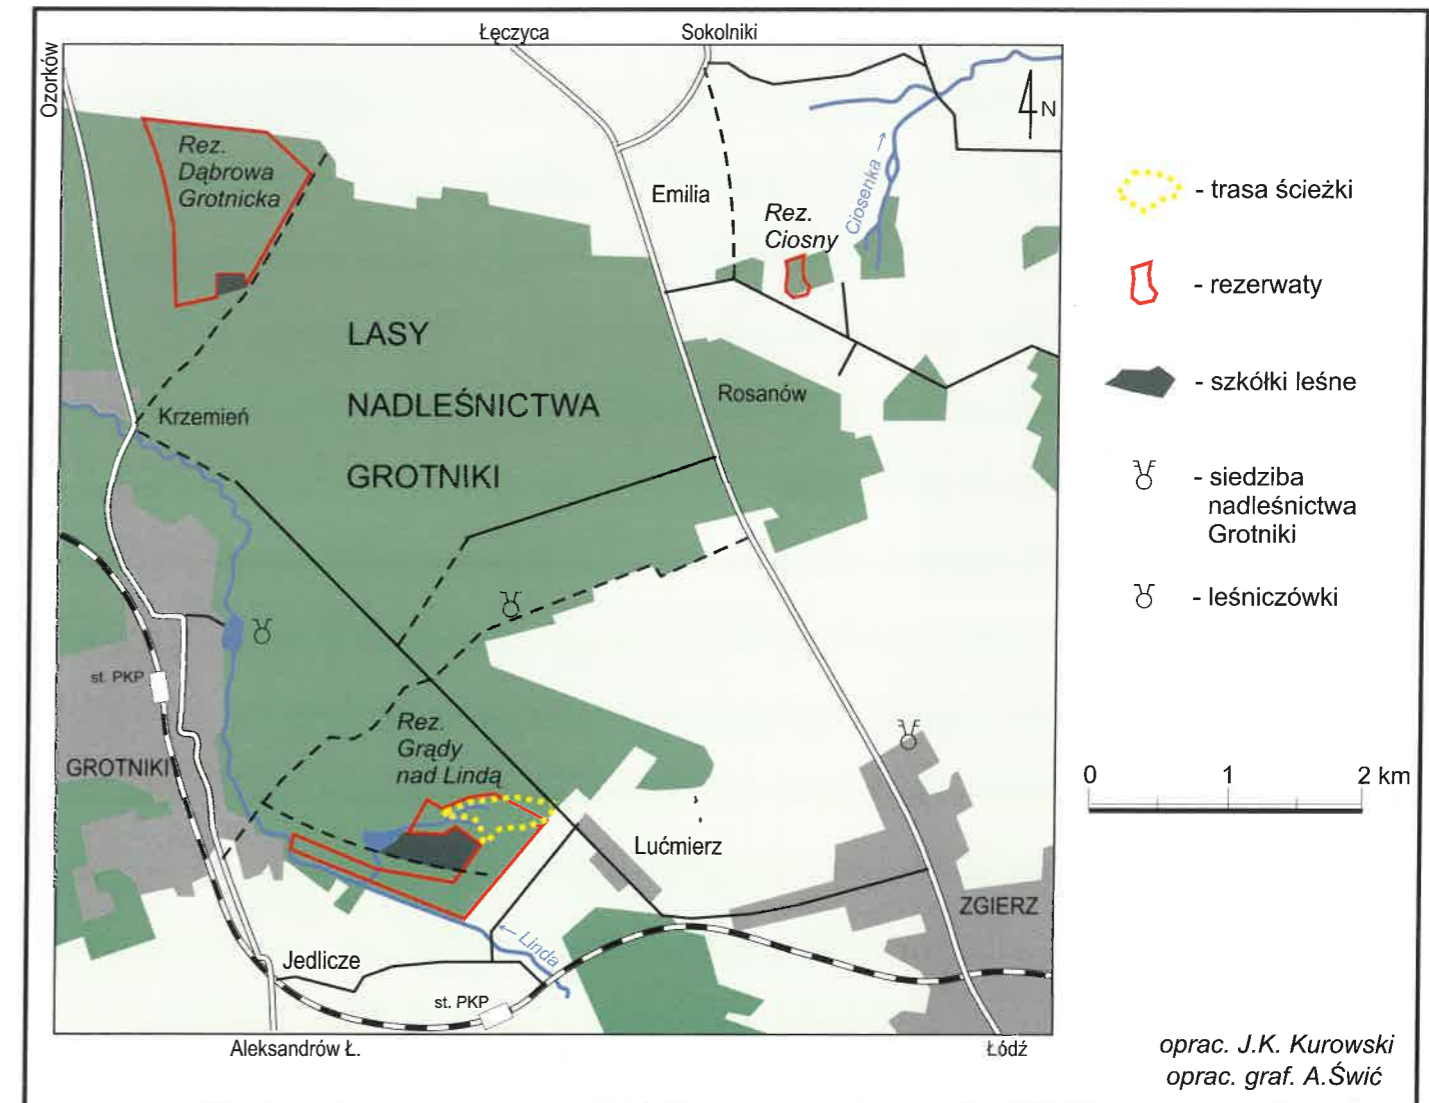 Łęczyca
Sokolniki
Ozorków
N
Rez.
Dąbrowa
Grotnicka
Emilia
Rez.
Ciosny
Ciosenka →
LASY
NADLEŚNICTWA
GROTNIKI
Rosanów
Krzemień
st. PKP
GROTNIKI
Rez.
Grądy
nad Lindą
Lućmierz
ZGIERZ
← Linda
Jedlicze
st. PKP
Aleksandrów Ł.
Łódź
- trasa ścieżki
- rezerwaty
- szkółki leśne
- siedziba
nadleśnictwa
Grotniki
- leśniczówki
0 1 2 km
oprac. J.K. Kurowski
oprac. graf. A.Świć